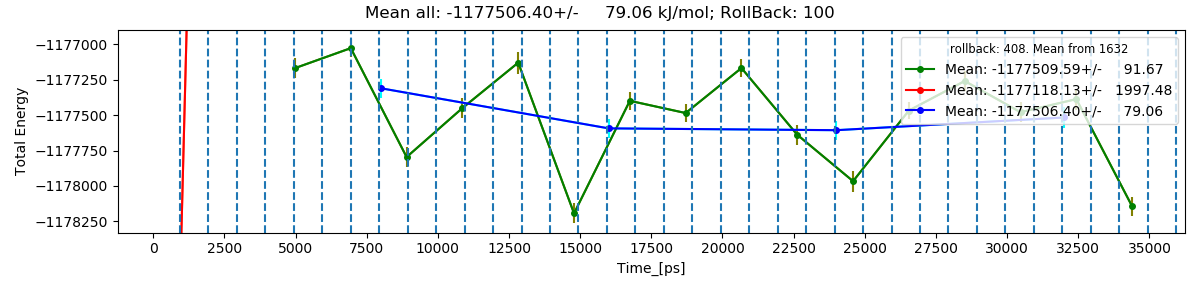 Mean all: -1177506.40+/-     79.06 kJ/mol; RollBack: 100
−1177000
−1177250
−1177500
−1177750
−1178000
−1178250
Total Energy
rollback: 408. Mean from 1632
Mean: -1177509.59+/-     91.67
Mean: -1177118.13+/-   1997.48
Mean: -1177506.40+/-     79.06
0 2500 5000 7500 10000 12500 15000 17500 20000 22500 25000 27500 30000 32500 35000
Time_[ps]